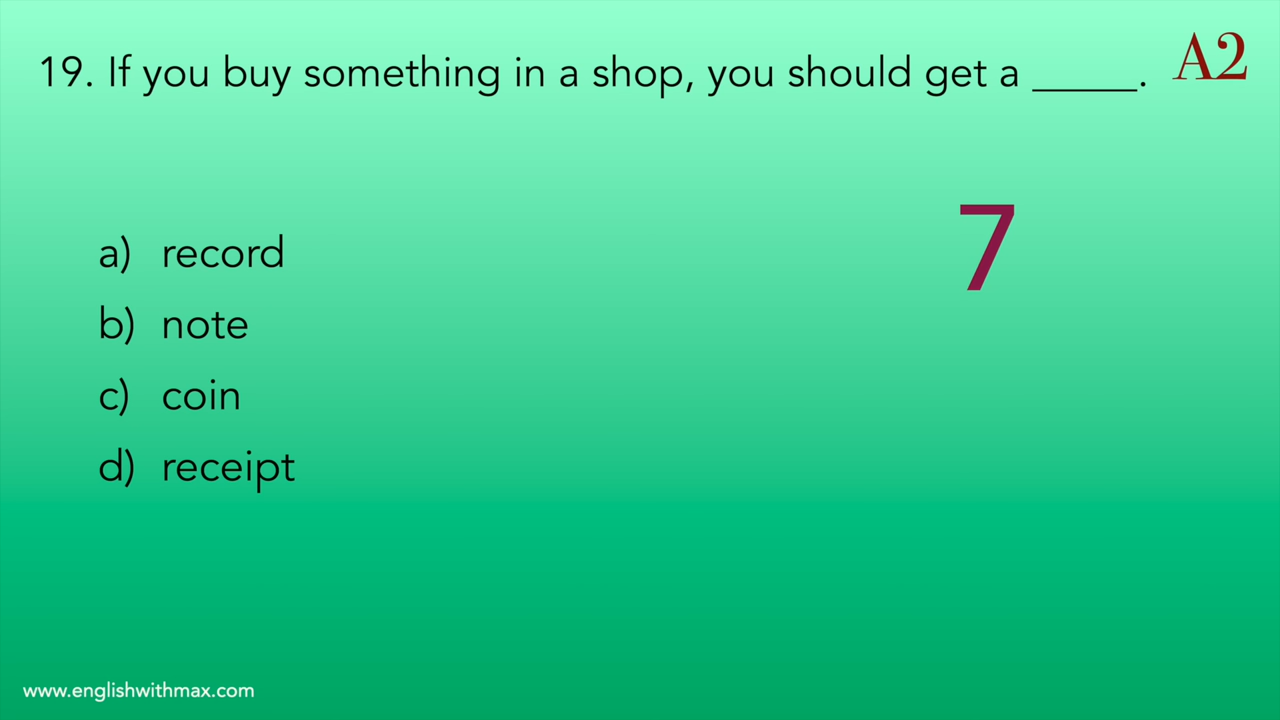 19. If you buy something in a shop, you should get a _____.
A2
7
a) record
b) note
c) coin
d) receipt
www.englishwithmax.com